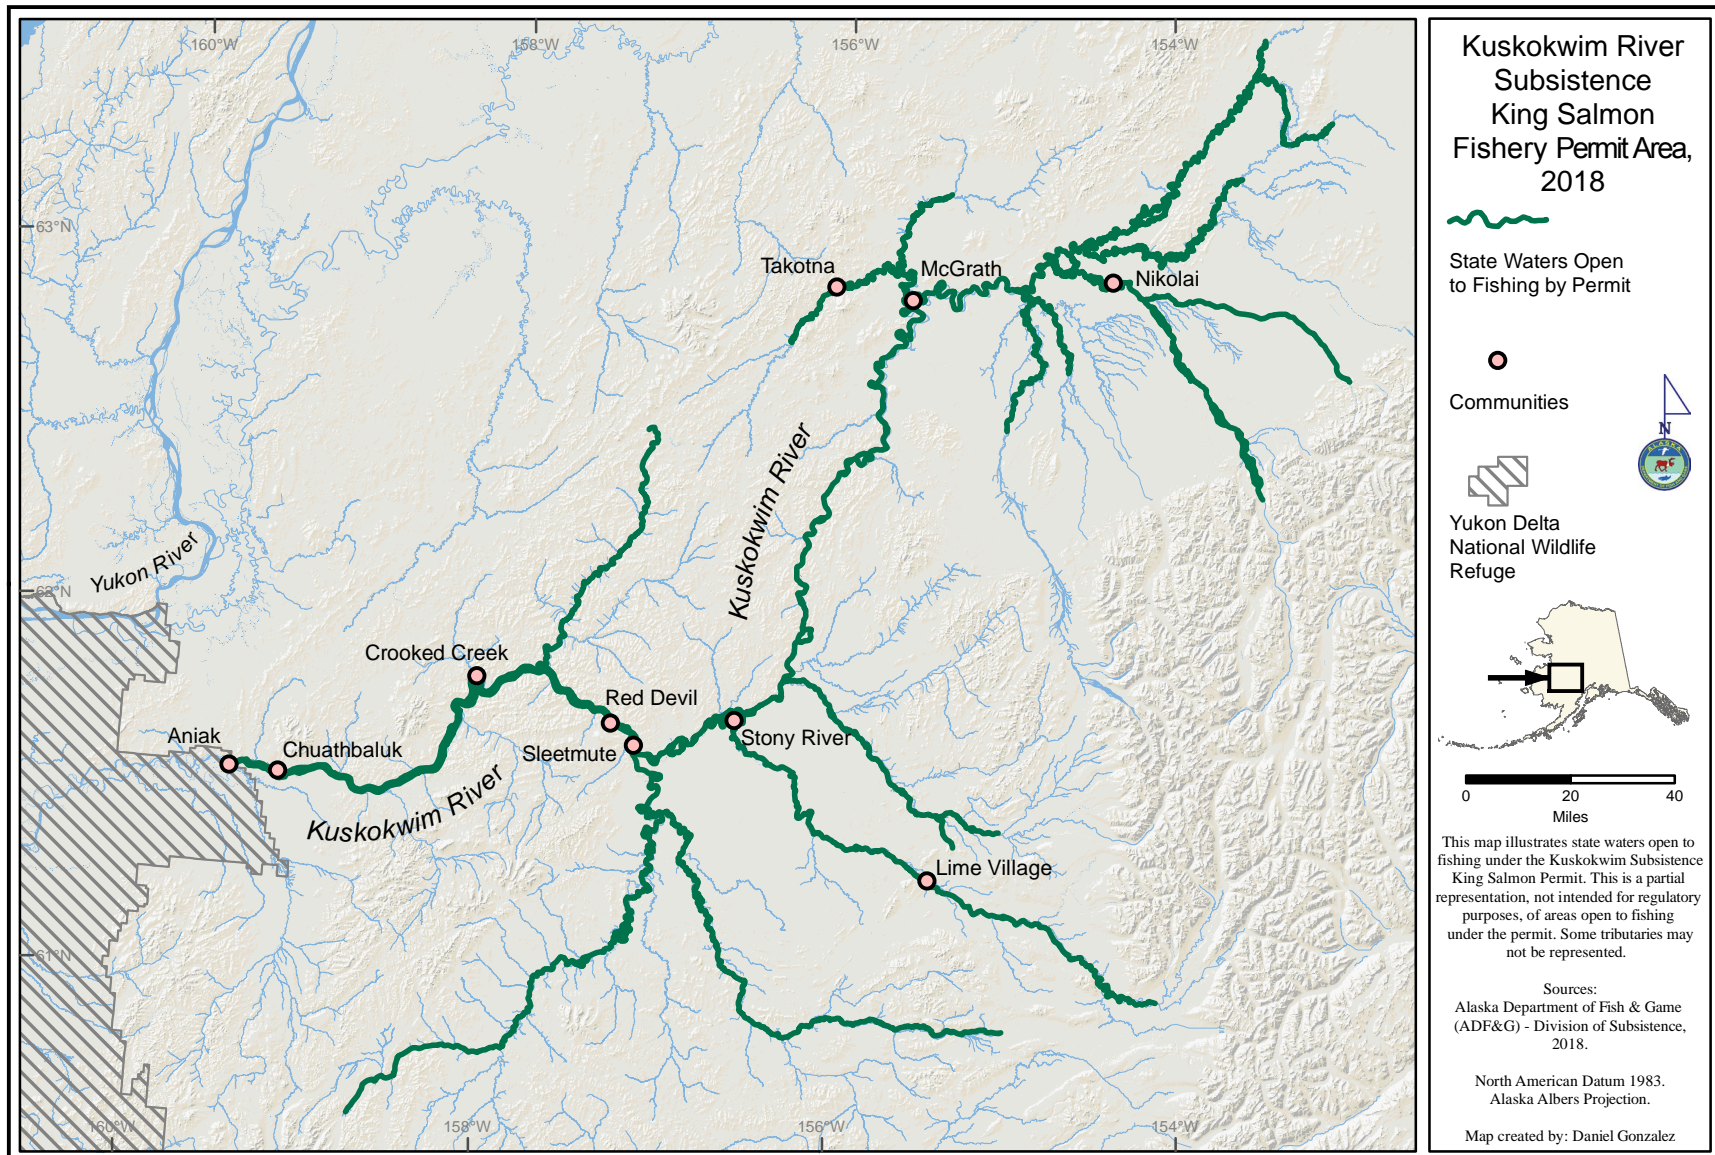 160°W
158°W
156°W
154°W
63°N
Takotna
McGrath
Nikolai
Kuskokwim River
Yukon River
62°N
Crooked Creek
Red Devil
Aniak
Chuathbaluk
Sleetmute
Stony River
Kuskokwim River
Lime Village
61°N
160°W
158°W
156°W
154°W
Kuskokwim River
Subsistence
King Salmon
Fishery Permit Area,
2018
State Waters Open
to Fishing by Permit
Communities
N
ALASKA
Yukon Delta
National Wildlife
Refuge
0 20 40
Miles
This map illustrates state waters open to
fishing under the Kuskokwim Subsistence
King Salmon Permit. This is a partial
representation, not intended for regulatory
purposes, of areas open to fishing
under the permit. Some tributaries may
not be represented.
Sources:
Alaska Department of Fish & Game
(ADF&G) - Division of Subsistence,
2018.
North American Datum 1983.
Alaska Albers Projection.
Map created by: Daniel Gonzalez